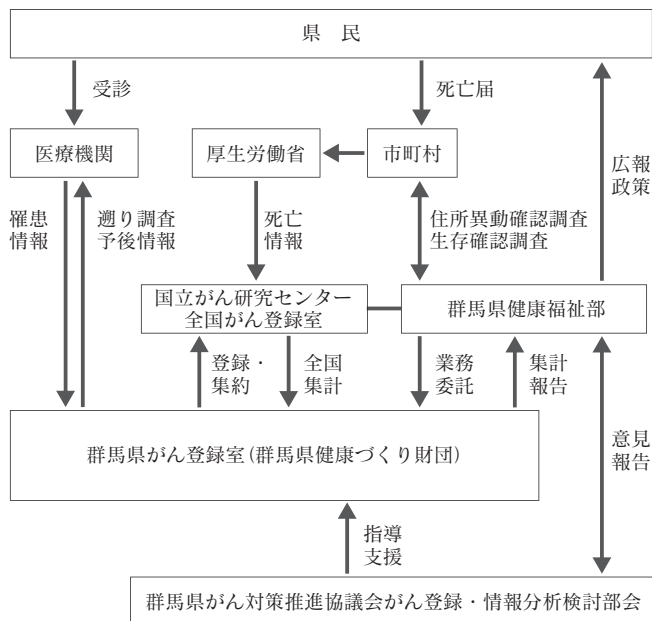 県民
受診
死亡届
医療機関
厚生労働省
市町村
広報
政策
罹患
情報
遡り調査
予後情報
死亡
情報
住所異動確認調査
生存確認調査
国立がん研究センター
全国がん登録室
群馬県健康福祉部
登録・
集約
全国
集計
業務
委託
集計
報告
群馬県がん登録室(群馬県健康づくり財団)
意見
報告
指導
支援
群馬県がん対策推進協議会がん登録・情報分析検討部会